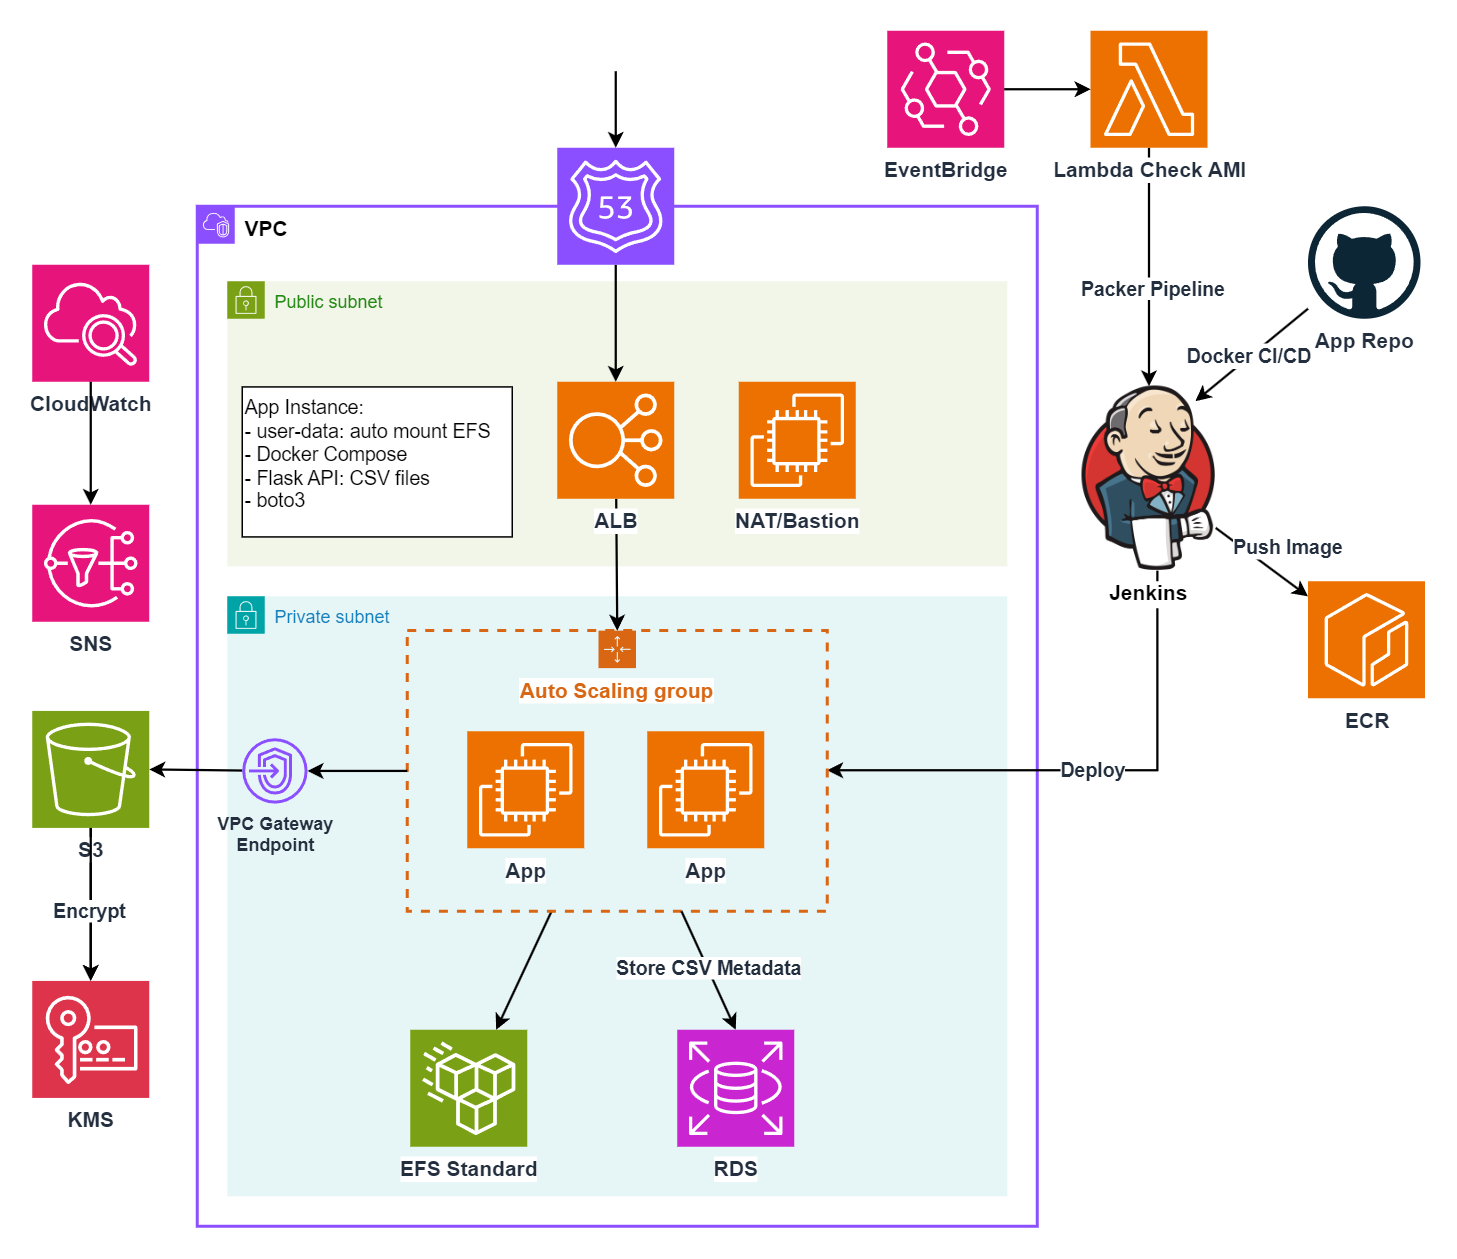 EventBridge
Lambda Check AMI
53
VPC
Public subnet
Packer Pipeline
App Repo
Docker CI/CD
CloudWatch
App Instance:
- user-data: auto mount EFS
- Docker Compose
- Flask API: CSV files
- boto3
ALB
NAT/Bastion
Push Image
Jenkins
SNS
Private subnet
Auto Scaling group
ECR
Deploy
VPC Gateway
Endpoint
S3
App
App
Encrypt
Store CSV Metadata
KMS
EFS Standard
RDS